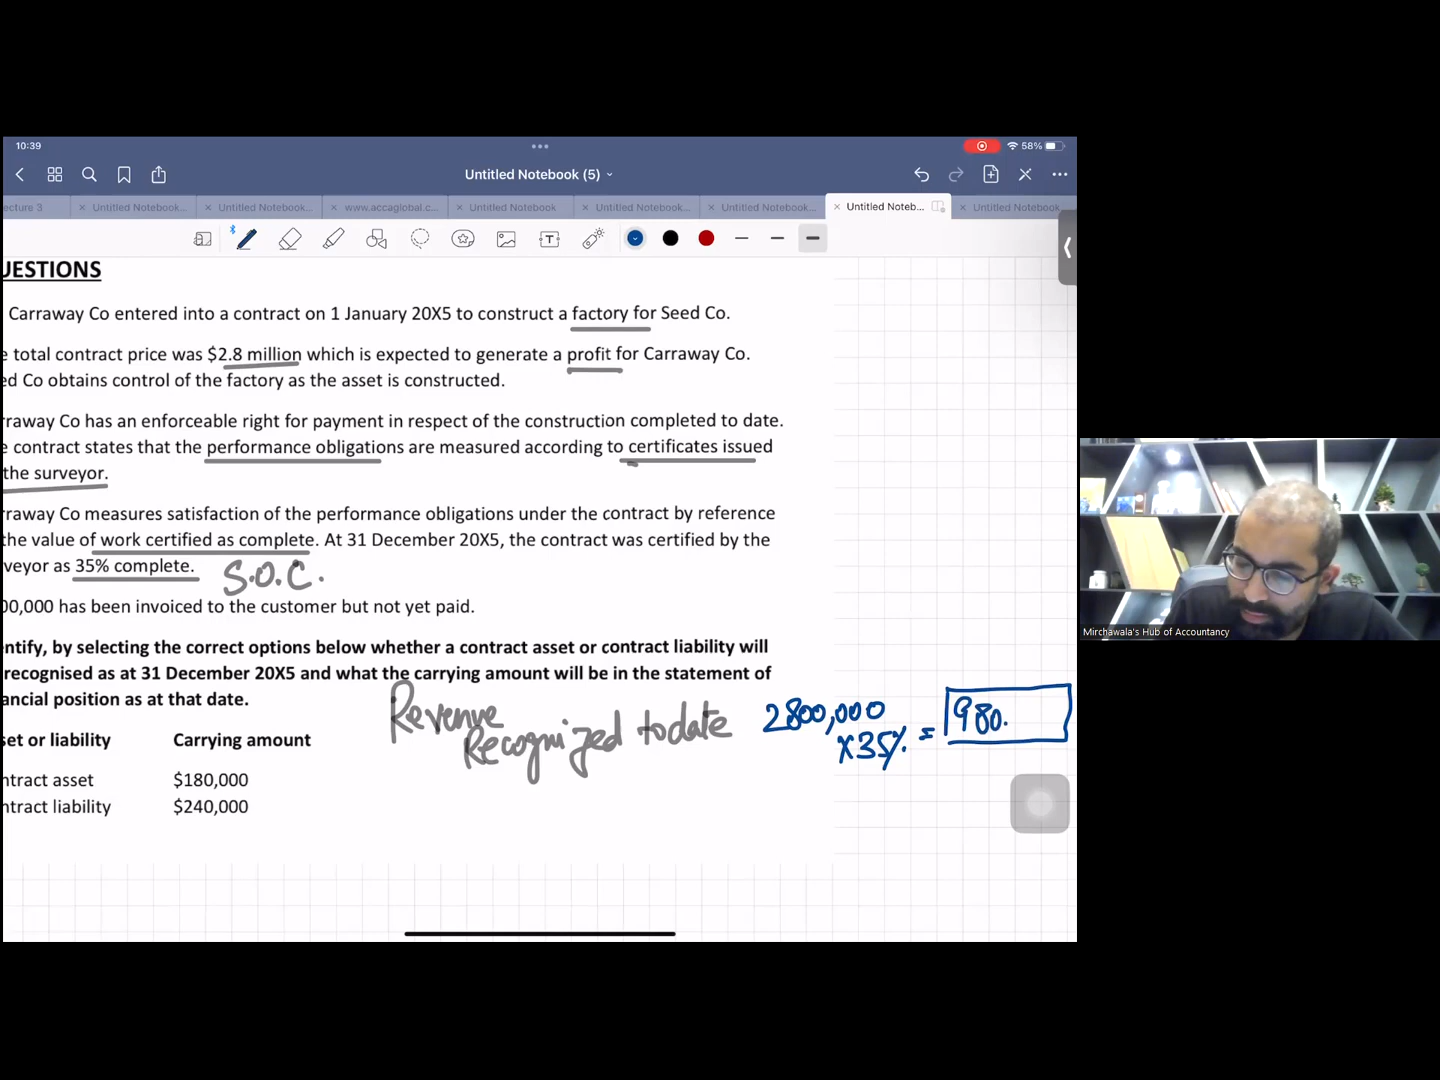 10:39
58%
Untitled Notebook (5)
ecture 3
Untitled Notebook...
Untitled Notebook...
www.accaglobal.c...
Untitled Notebook
Untitled Notebook...
Untitled Notebook...
Untitled Noteb...
Untitled Notebook
UESTIONS
Carraway Co entered into a contract on 1 January 20X5 to construct a factory for Seed Co.
e total contract price was $2.8 million which is expected to generate a profit for Carraway Co.
ed Co obtains control of the factory as the asset is constructed.
rraway Co has an enforceable right for payment in respect of the construction completed to date.
e contract states that the performance obligations are measured according to certificates issued
the surveyor.
rraway Co measures satisfaction of the performance obligations under the contract by reference
the value of work certified as complete. At 31 December 20X5, the contract was certified by the
veyor as 35% complete. S.O.C.
00,000 has been invoiced to the customer but not yet paid.
entify, by selecting the correct options below whether a contract asset or contract liability will
recognised as at 31 December 20X5 and what the carrying amount will be in the statement of
ancial position as at that date.
Revenue
Recognized to date
2800,000
x35% = 980.
set or liability Carrying amount
ntract asset $180,000
ntract liability $240,000
Mirchawala's Hub of Accountancy